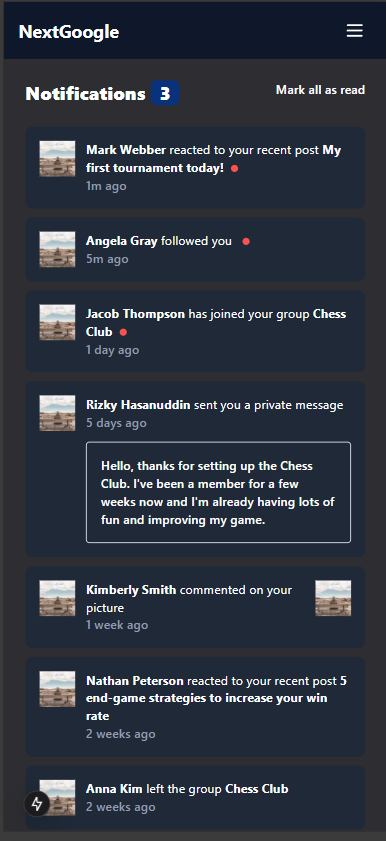 NextGoogle
Notifications 3
Mark all as read
Mark Webber reacted to your recent post My
first tournament today!
1m ago
Angela Gray followed you
5m ago
Jacob Thompson has joined your group Chess
Club
1 day ago
Rizky Hasanuddin sent you a private message
5 days ago
Hello, thanks for setting up the Chess
Club. I've been a member for a few
weeks now and I'm already having lots of
fun and improving my game.
Kimberly Smith commented on your
picture
1 week ago
Nathan Peterson reacted to your recent post 5
end-game strategies to increase your win
rate
2 weeks ago
Anna Kim left the group Chess Club
2 weeks ago